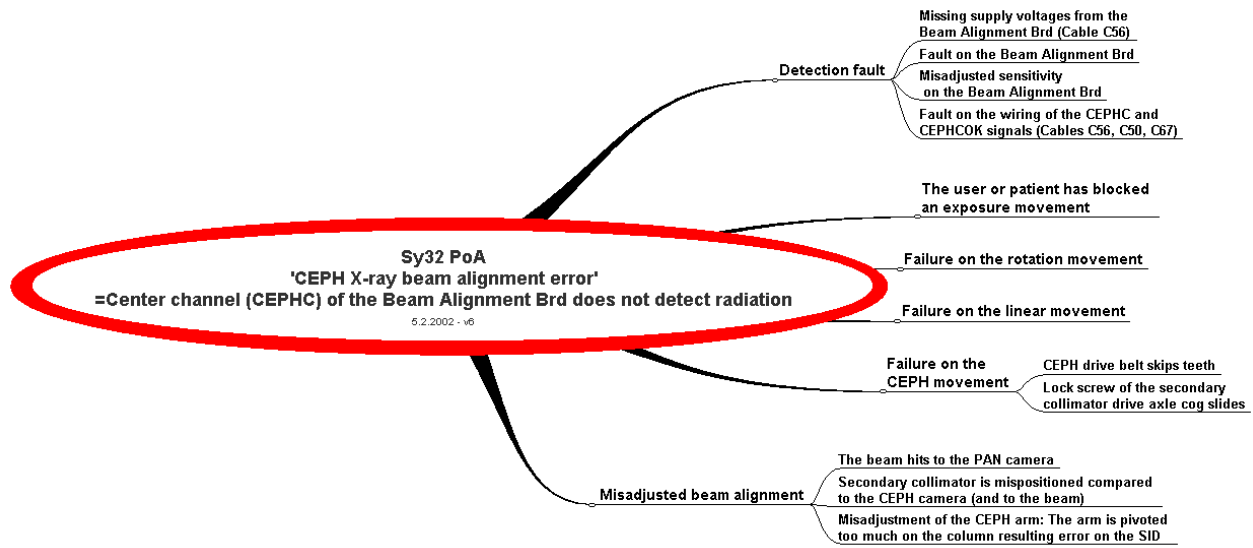 Missing supply voltages from the
Beam Alignment Brd (Cable C56)
Detection fault
Fault on the Beam Alignment Brd
Misadjusted sensitivity
on the Beam Alignment Brd
Fault on the wiring of the CEPHC and
CEPHCOK signals (Cables C56, C50, C67)
The user or patient has blocked
an exposure movement
Sy32 PoA
'CEPH X-ray beam alignment error'
=Center channel (CEPHC) of the Beam Alignment Brd does not detect radiation
5.2.2002 - v6
Failure on the rotation movement
Failure on the linear movement
Failure on the
CEPH movement
CEPH drive belt skips teeth
Lock screw of the secondary
collimator drive axle cog slides
Misadjusted beam alignment
The beam hits to the PAN camera
Secondary collimator is mispositioned compared
to the CEPH camera (and to the beam)
Misadjustment of the CEPH arm: The arm is pivoted
too much on the column resulting error on the SID